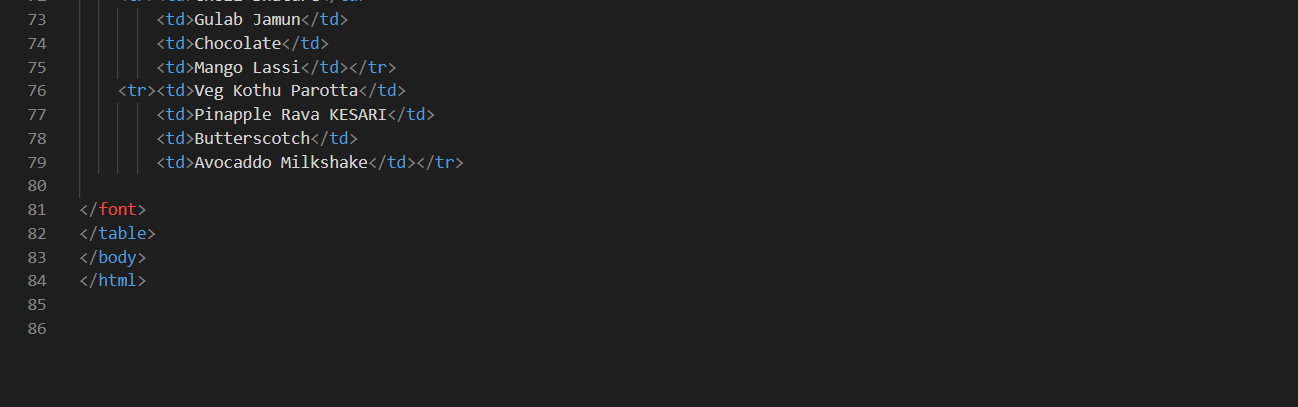 73 <td>Gulab Jamun</td>
74 <td>Chocolate</td>
75 <td>Mango Lassi</td></tr>
76 <tr><td>Veg Kothu Parotta</td>
77 <td>Pinapple Rava KESARI</td>
78 <td>Butterscotch</td>
79 <td>Avocaddo Milkshake</td></tr>
80
81 </font>
82 </table>
83 </body>
84 </html>
85
86